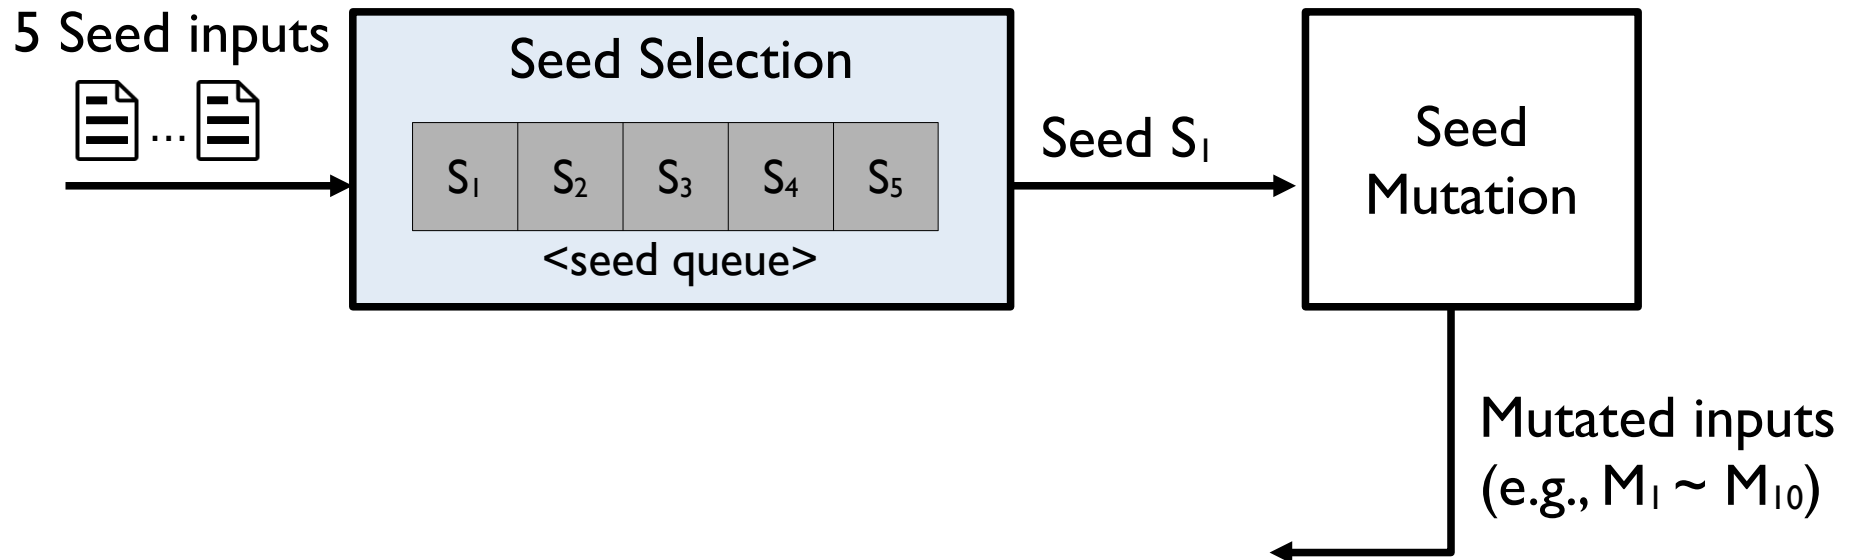 5 Seed inputs
...
Seed Selection
S₁ S₂ S₃ S₄ S₅
<seed queue>
Seed S₁
Seed
Mutation
Mutated inputs
(e.g., M₁ ~ M₁₀)